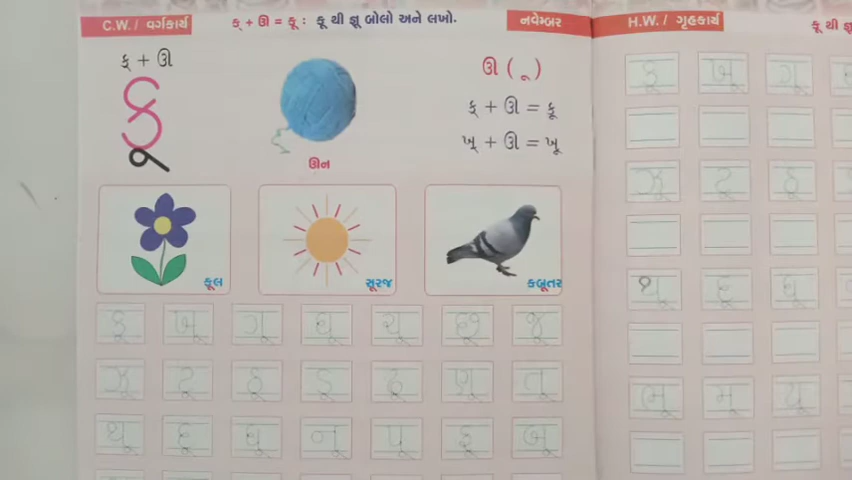 C.W. / વર્ગકાર્ય
ક્ + ઊ = કૂ : કૂ થી જ્ઞૂ બોલો અને લખો.
નવેમ્બર
ક્ + ઊ
કૂ
ઊન
ઊ ( ૂ )
ક્ + ઊ = કૂ
ખ્ + ઊ = ખૂ
ફૂલ
સૂરજ
કબૂતર
કૂ ખૂ ગૂ ઘૂ ચૂ છૂ જૂ
ઝૂ ટૂ ઠૂ ડૂ ઢૂ ણૂ તૂ
થૂ દૂ ધૂ નૂ પૂ ફૂ બૂ
H.W. / ગૃહકાર્ય
કૂ થી
કૂ ખૂ ગૂ
ઝૂ ટૂ ઠૂ
થૂ દૂ ધૂ
ભૂ મૂ યૂ